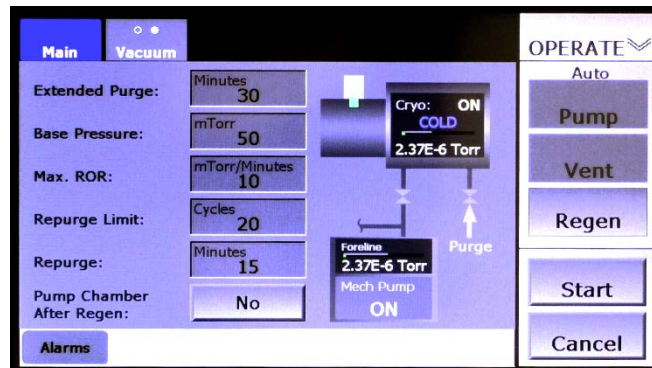 Main
Vacuum
OPERATE
Auto
Extended Purge:
Minutes
30
Base Pressure:
mTorr
50
Max. ROR:
mTorr/Minutes
10
Repurge Limit:
Cycles
20
Repurge:
Minutes
15
Pump Chamber
After Regen:
No
Cryo: ON
COLD
2.37E-6 Torr
Purge
Foreline
2.37E-6 Torr
Mech Pump
ON
Pump
Vent
Regen
Start
Cancel
Alarms